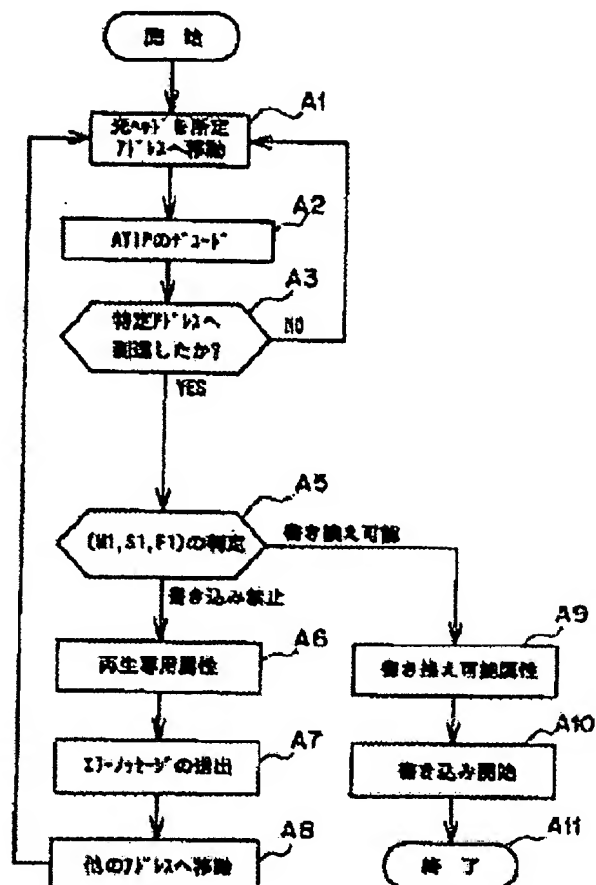 開 始
A1
光ヘッドを所定
アドレスへ移動
A2
ATIPのデコード
A3
特定アドレスへ
到達したか?
NO
YES
A5
(M1,S1,F1)の判定
書き換え可能
書き込み禁止
A6
再生専用属性
A9
書き換え可能属性
A7
エラーメッセージの送出
A10
書き込み開始
A8
他のアドレスへ移動
A11
終 了